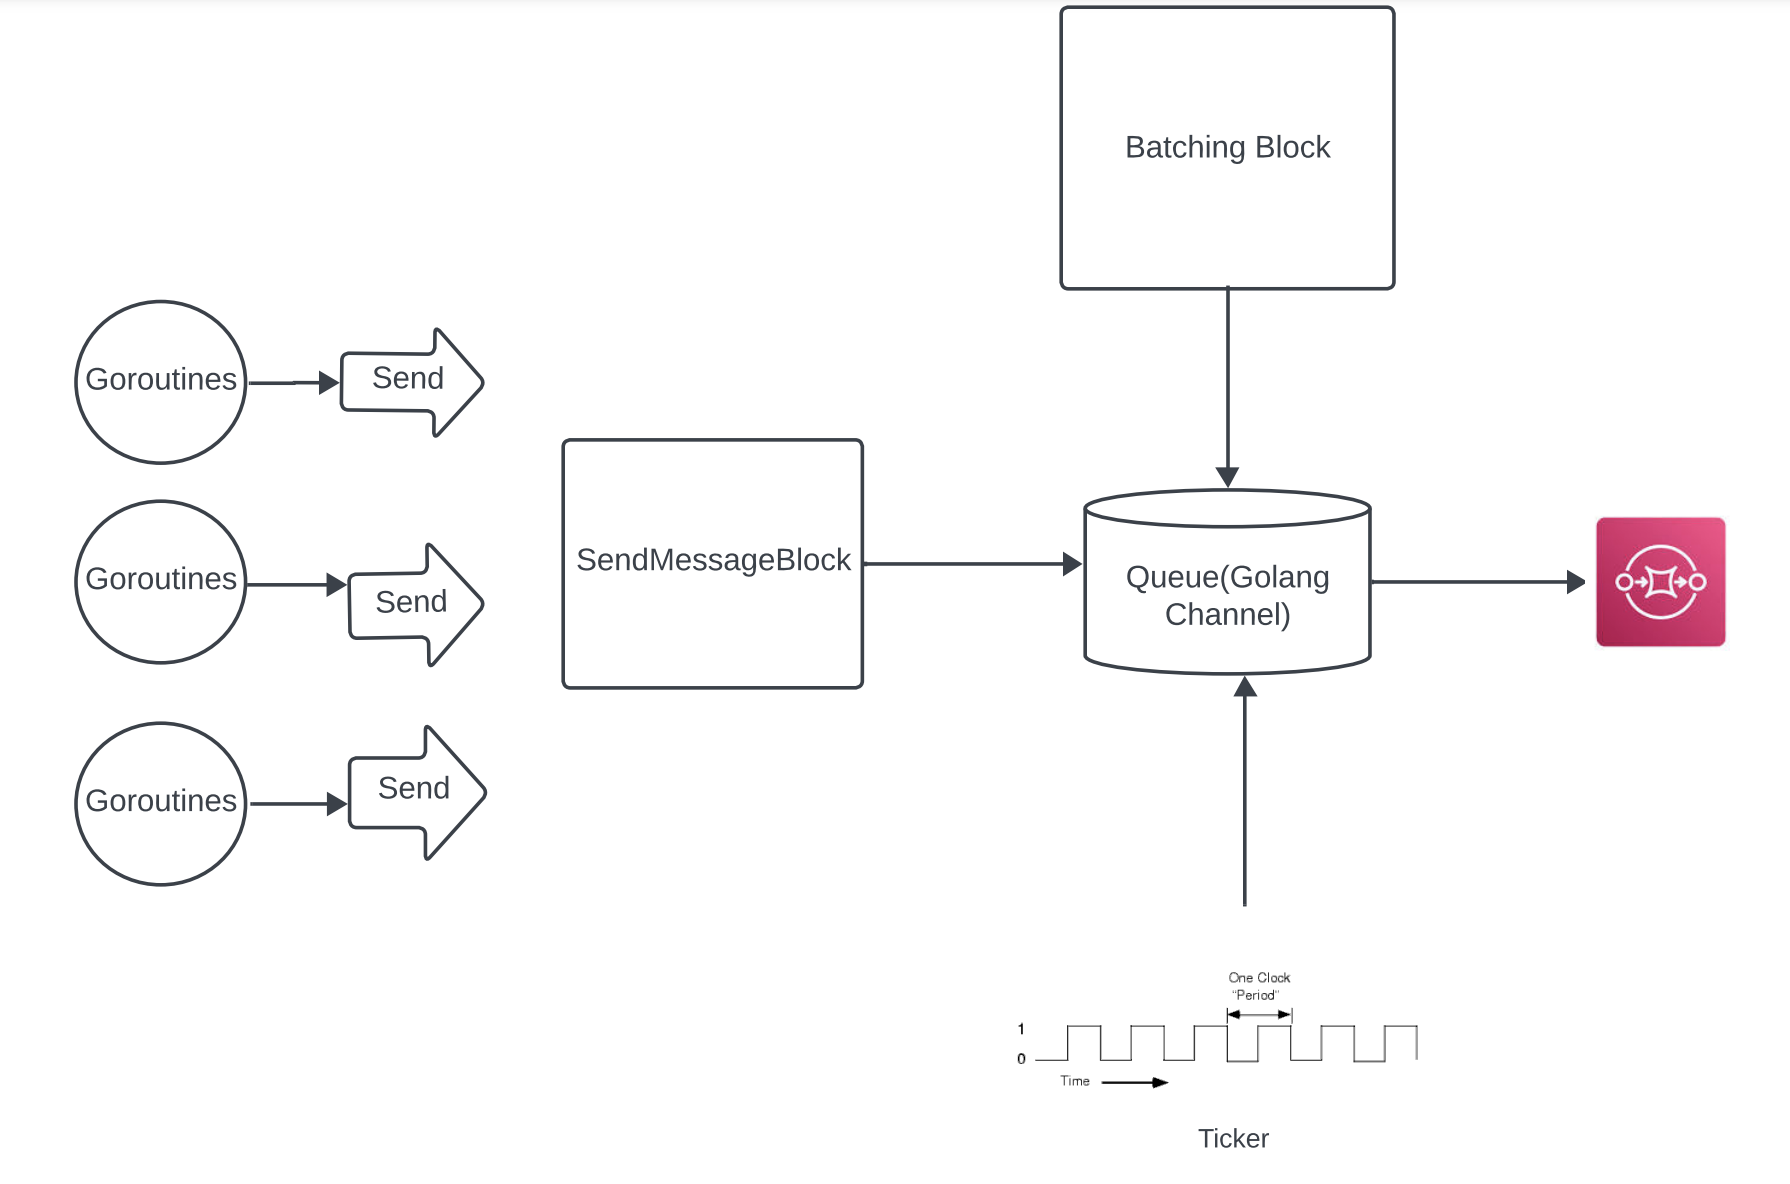 Batching Block
Goroutines
Send
Goroutines
Send
SendMessageBlock
Queue(Golang
Channel)
Goroutines
Send
One Clock
"Period"
1
0
Time
Ticker